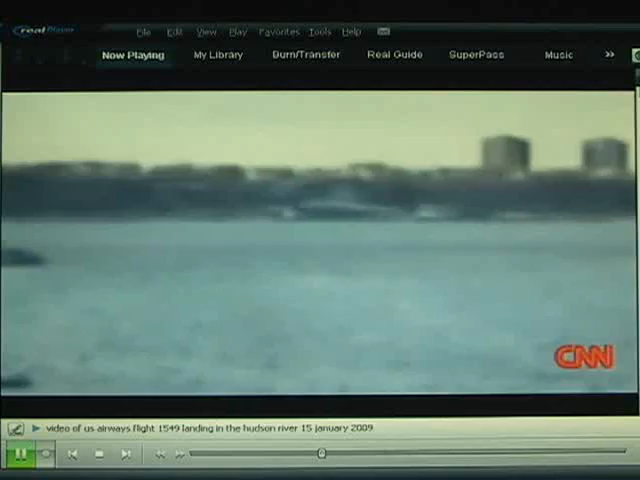 realPlayer File Edit View Play Favorites Tools Help
Now Playing My Library Burn/Transfer Real Guide SuperPass Music »
CNN
video of us airways flight 1549 landing in the hudson river 15 january 2009